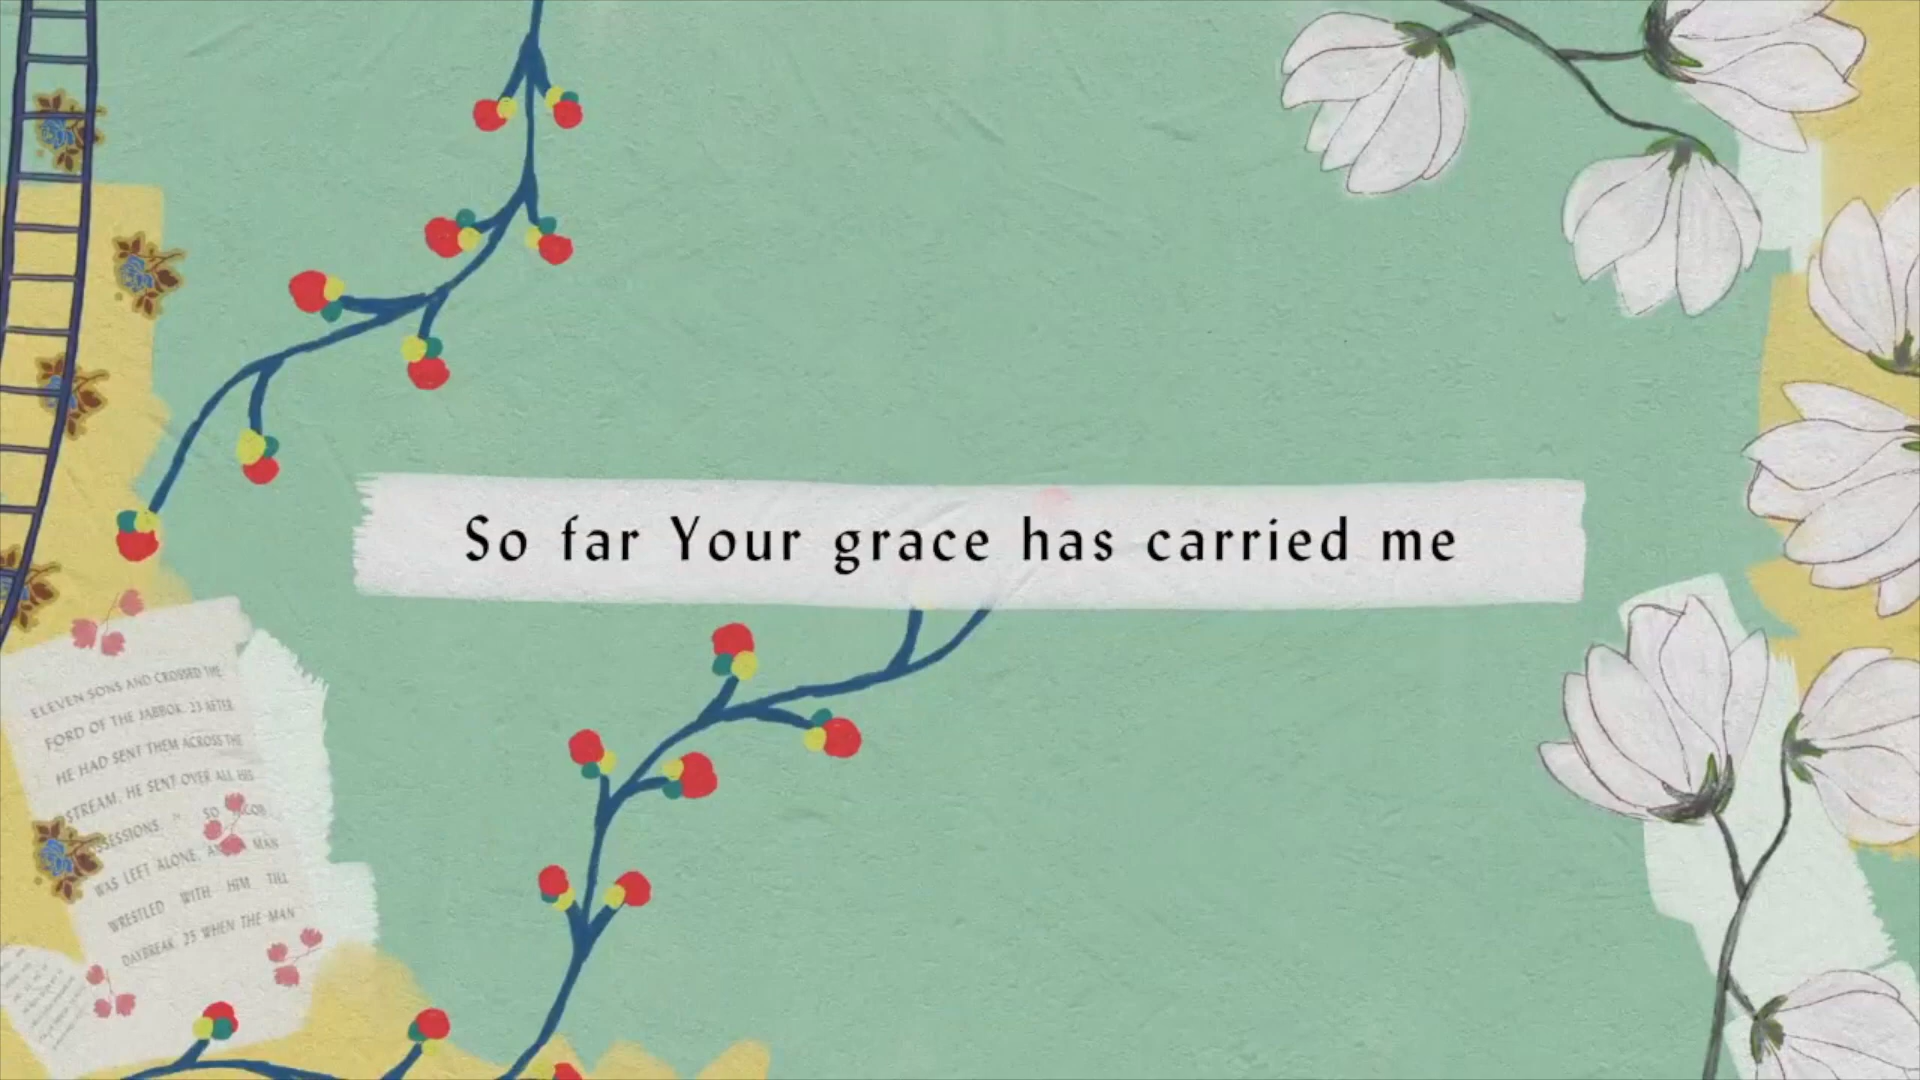 So far Your grace has carried me
ELEVEN SONS AND CROSSED THE
FORD OF THE JABBOK. 23 AFTER
HE HAD SENT THEM ACROSS THE
STREAM, HE SENT OVER ALL HIS
SO
WAS LEFT ALONE, MAN
WRESTLED WITH HIM TILL
DAYBREAK. 25 WHEN THE MAN